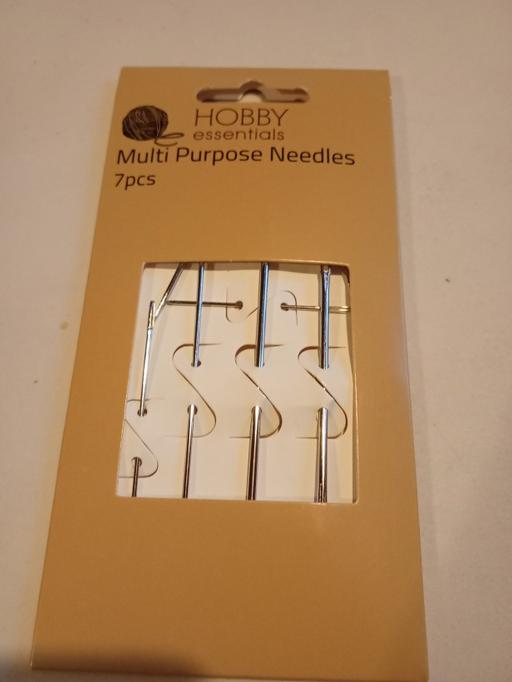 HOBBY
essentials
Multi Purpose Needles
7pcs